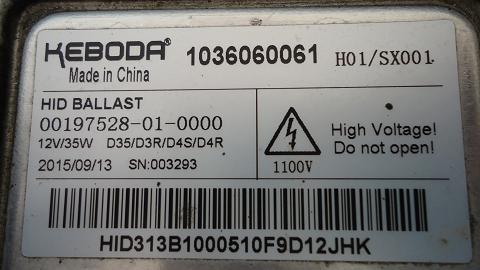 KEBODA® 1036060061 H01/SX001
Made in China
HID BALLAST
00197528-01-0000
12V/35W D35/D3R/D4S/D4R
2015/09/13 SN:003293
1100V
High Voltage!
Do not open!
HID313B1000510F9D12JHK